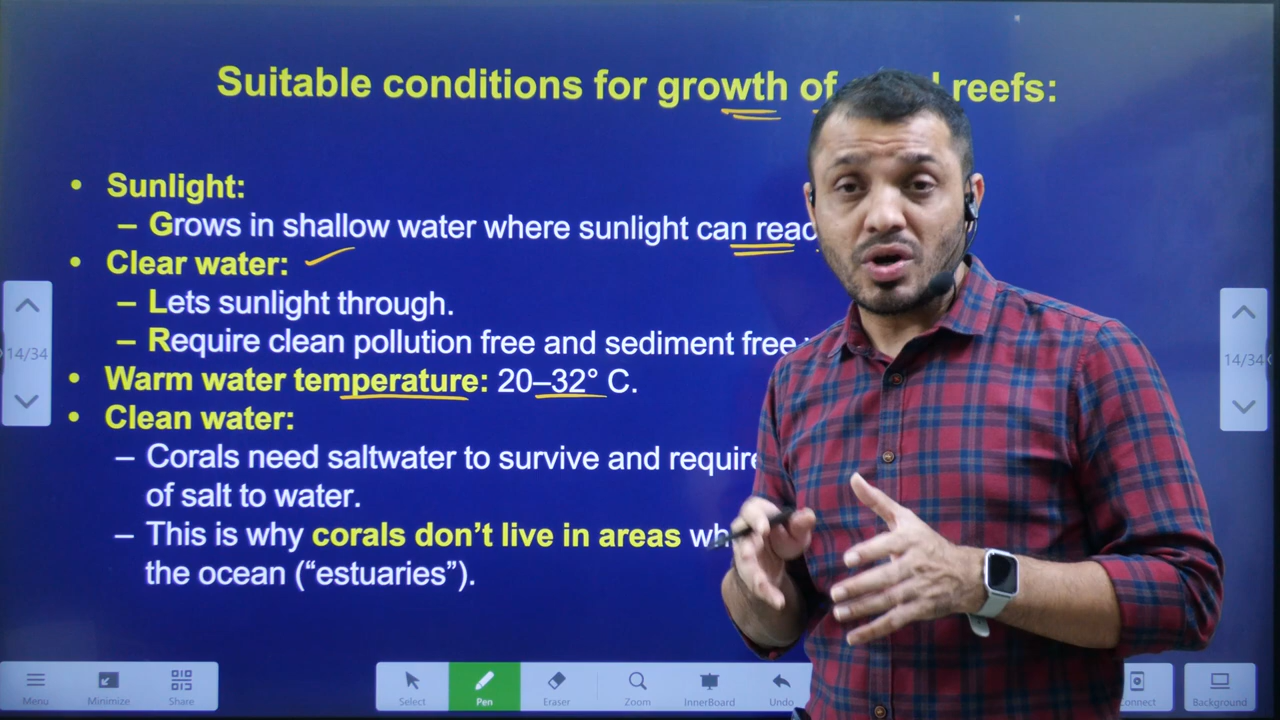 Suitable conditions for growth of reefs:
• Sunlight:
– Grows in shallow water where sunlight can
• Clear water:
– Lets sunlight through.
– Require clean pollution free and sediment free
• Warm water temperature: 20–32° C.
• Clean water:
– Corals need saltwater to survive and require
of salt to water.
– This is why corals don’t live in areas
the ocean (“estuaries”).
14/34
14/34
Menu
Minimize
Share
Select
Pen
Eraser
Zoom
InnerBoard
Undo
Background